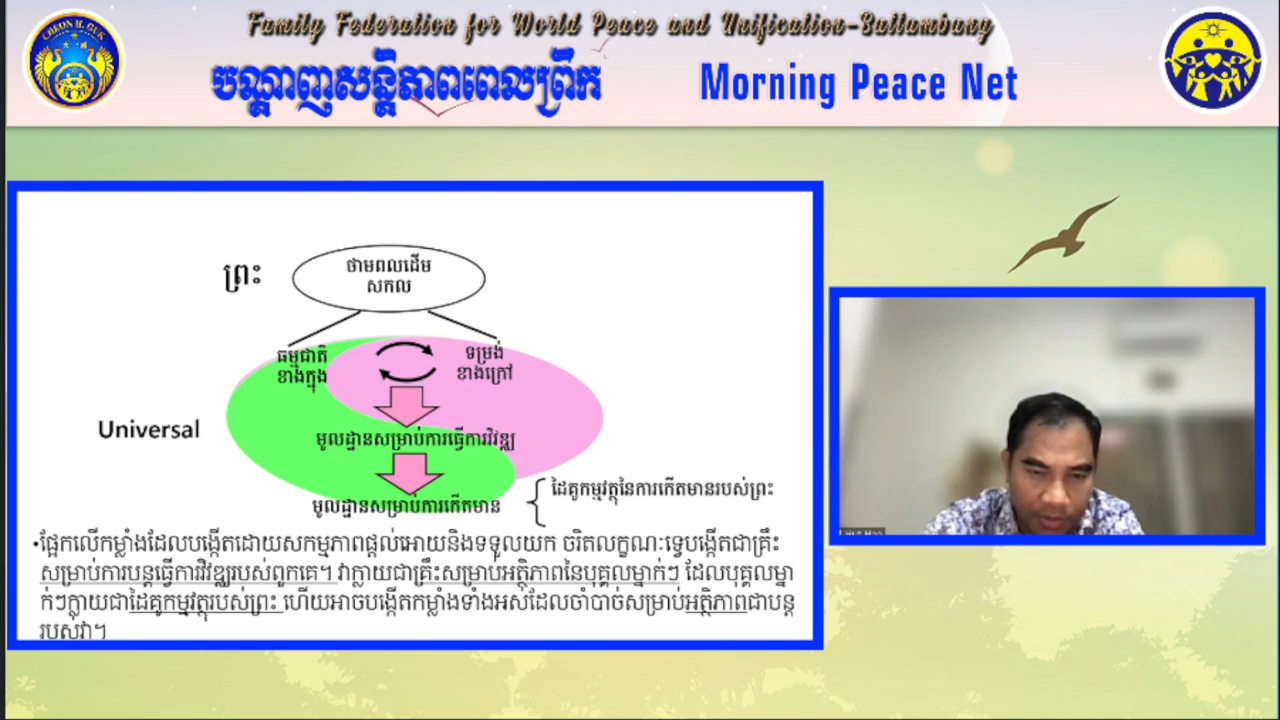 Family Federation for World Peace and Unification-Battambang
បណ្ដាញសន្តិភាពពេលព្រឹក
Morning Peace Net
CHEON IL GUK
ព្រះ
ថាមពលដើម
សកល
ធម្មជាតិ
ខាងក្នុង
ទម្រង់
ខាងក្រៅ
Universal
មូលដ្ឋានសម្រាប់ការធ្វើការវិវឌ្ឍ
មូលដ្ឋានសម្រាប់ការកើតមាន
ដៃគូកម្មវត្ថុនៃការកើតមានរបស់ព្រះ
•ផ្អែកលើកម្លាំងដែលបង្កើតដោយសកម្មភាពផ្ដល់អោយនិងទទួលយក ចរិតលក្ខណៈទ្វេបង្កើតជាគ្រឹះ
សម្រាប់ការបន្តធ្វើការវិវឌ្ឍរបស់ពួកគេ។ វាក្លាយជាគ្រឹះសម្រាប់អត្ថិភាពនៃបុគ្គលម្នាក់ៗ ដែលបុគ្គលម្នា
ក់ៗក្លាយជាដៃគូកម្មវត្ថុរបស់ព្រះ ហើយអាចបង្កើតកម្លាំងទាំងអស់ដែលចាំបាច់សម្រាប់អត្ថិភាពជាបន្ត
របស់វា។